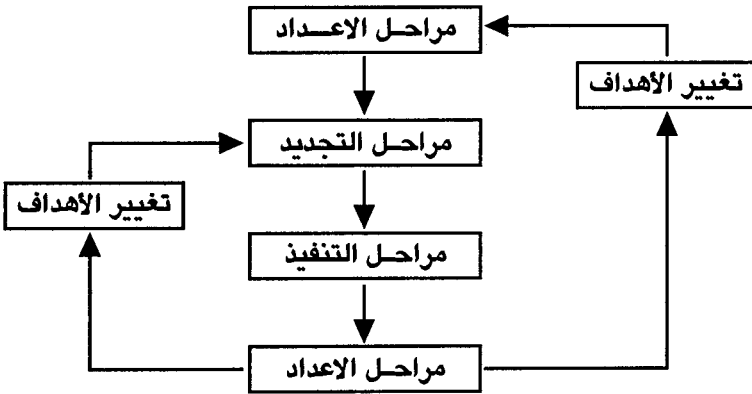 مراحل الاعداد
تغيير الأهداف
مراحل التجديد
تغيير الأهداف
مراحل التنفيذ
مراحل الاعداد